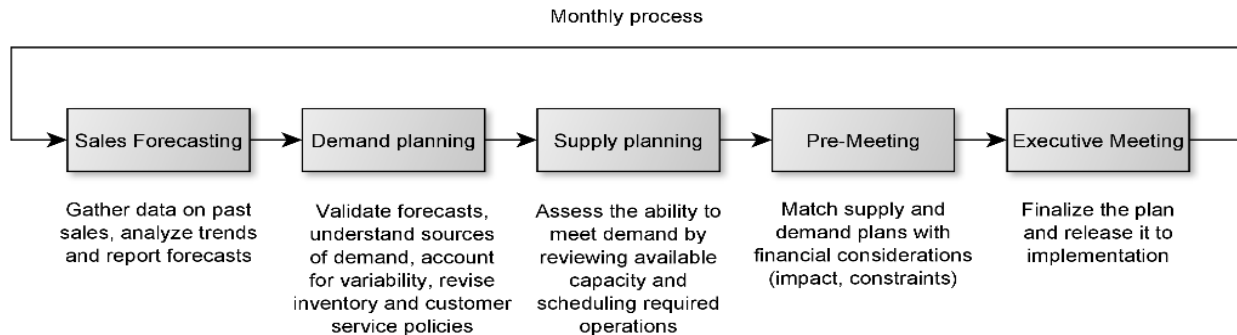 Monthly process
Sales Forecasting
Demand planning
Supply planning
Pre-Meeting
Executive Meeting
Gather data on past
sales, analyze trends
and report forecasts
Validate forecasts,
understand sources
of demand, account
for variability, revise
inventory and customer
service policies
Assess the ability to
meet demand by
reviewing available
capacity and
scheduling required
operations
Match supply and
demand plans with
financial considerations
(impact, constraints)
Finalize the plan
and release it to
implementation